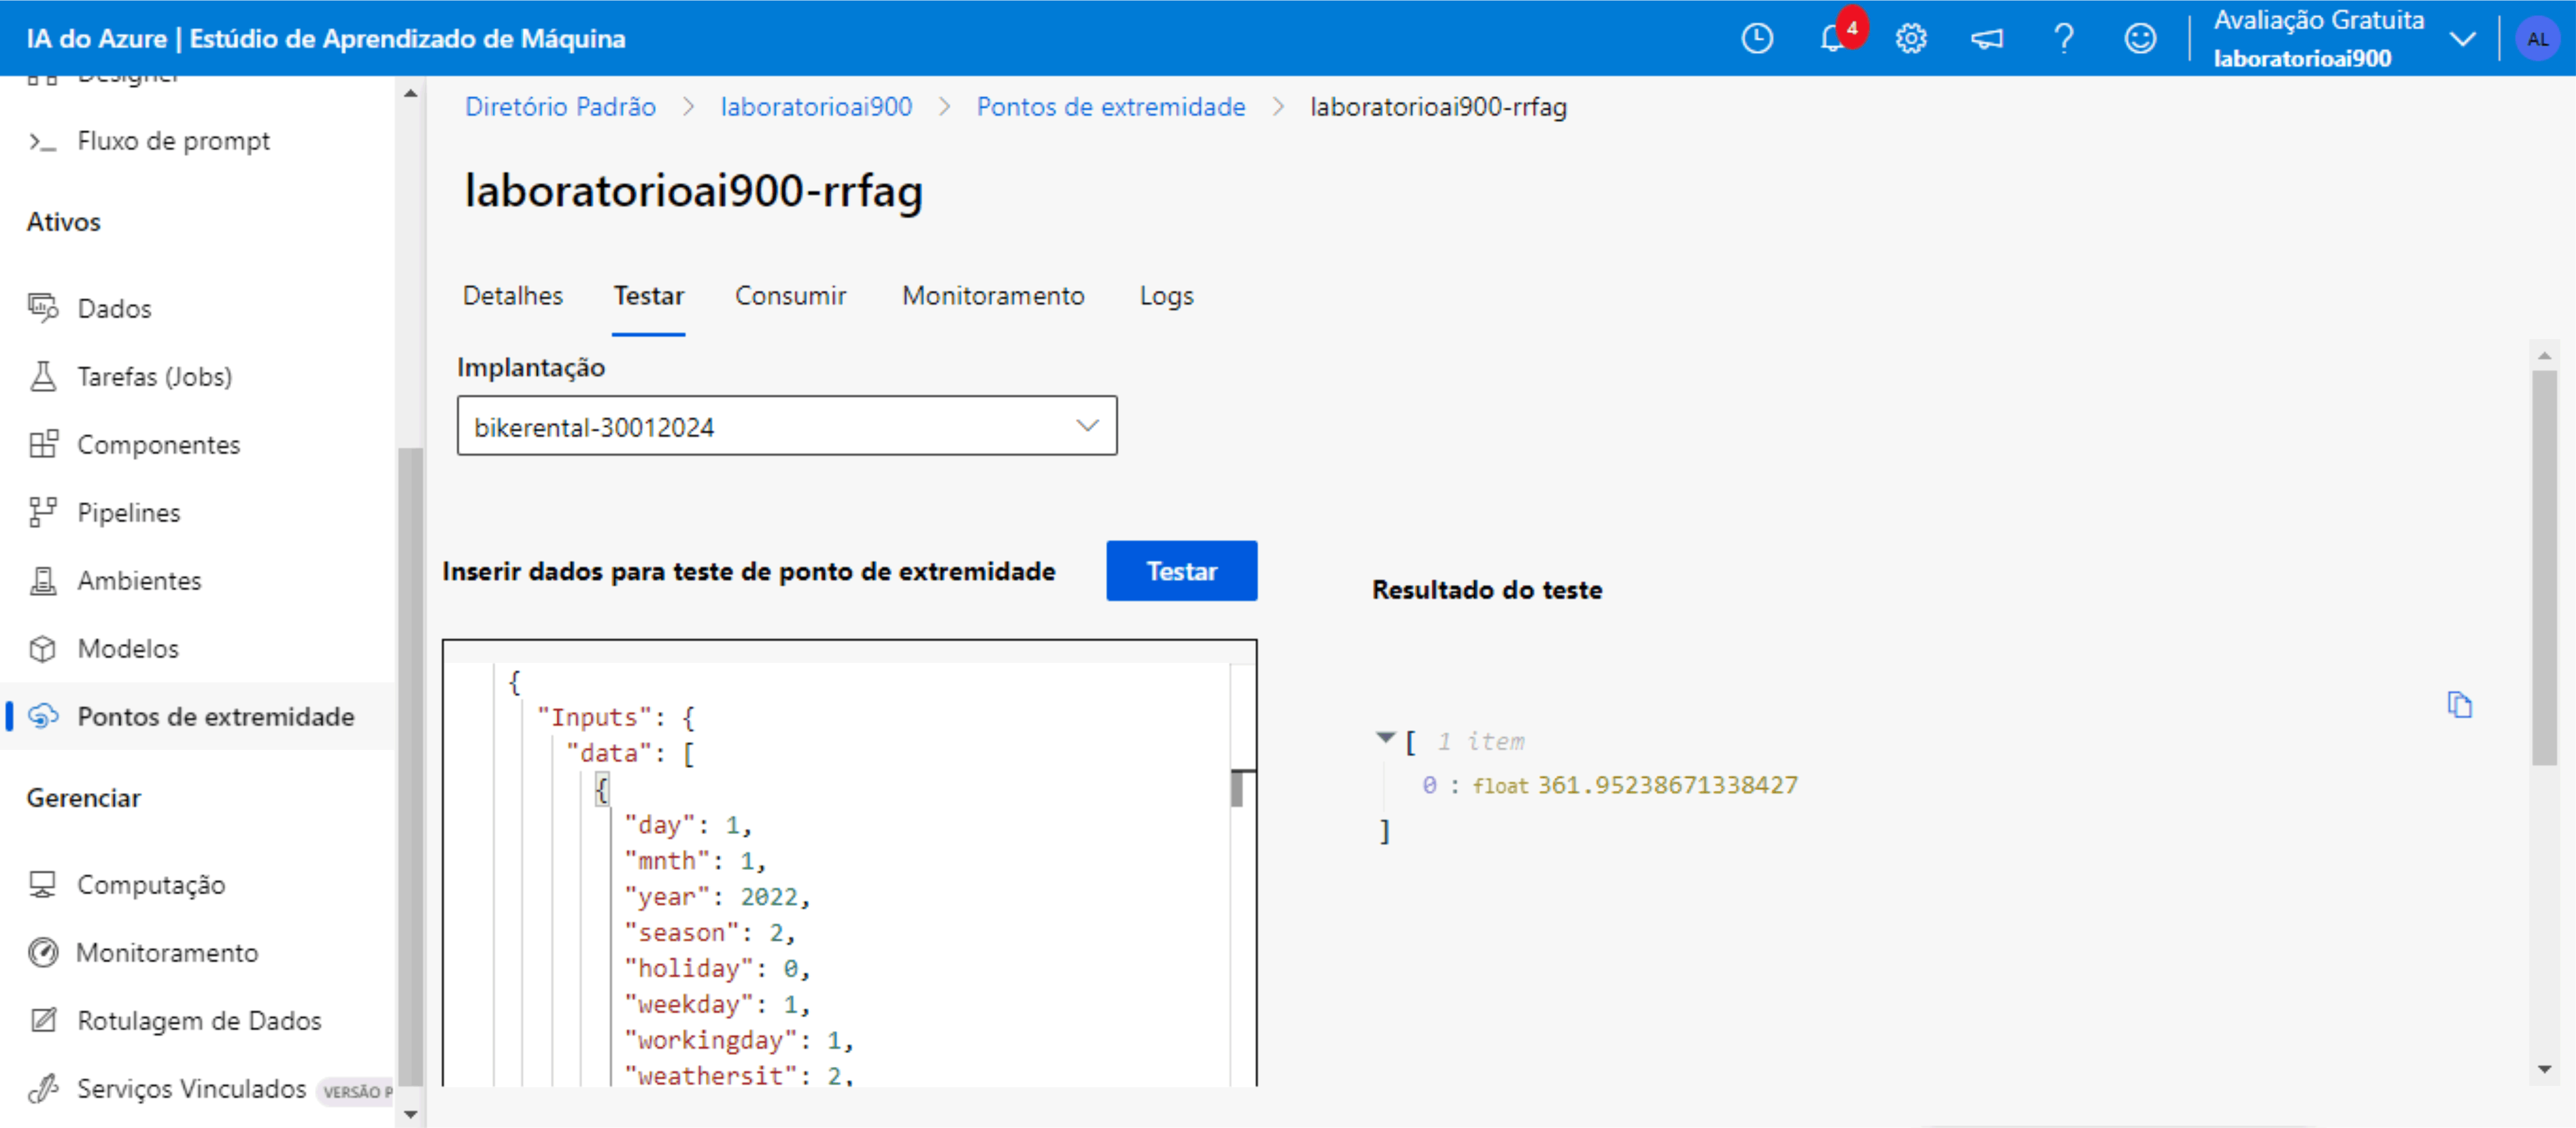 IA do Azure | Estúdio de Aprendizado de Máquina
4
Avaliação Gratuita
laboratorioai900
AL
Designer
Fluxo de prompt
Ativos
Dados
Tarefas (Jobs)
Componentes
Pipelines
Ambientes
Modelos
Pontos de extremidade
Gerenciar
Computação
Monitoramento
Rotulagem de Dados
Serviços Vinculados VERSÃO P
Diretório Padrão > laboratorioai900 > Pontos de extremidade > laboratorioai900-rrfag
laboratorioai900-rrfag
Detalhes Testar Consumir Monitoramento Logs
Implantação
bikerental-30012024
Inserir dados para teste de ponto de extremidade
Testar
{
"Inputs": {
"data": [
{
"day": 1,
"mnth": 1,
"year": 2022,
"season": 2,
"holiday": 0,
"weekday": 1,
"workingday": 1,
"weathersit": 2,
Resultado do teste
[ 1 item
0 : float 361.95238671338427
]